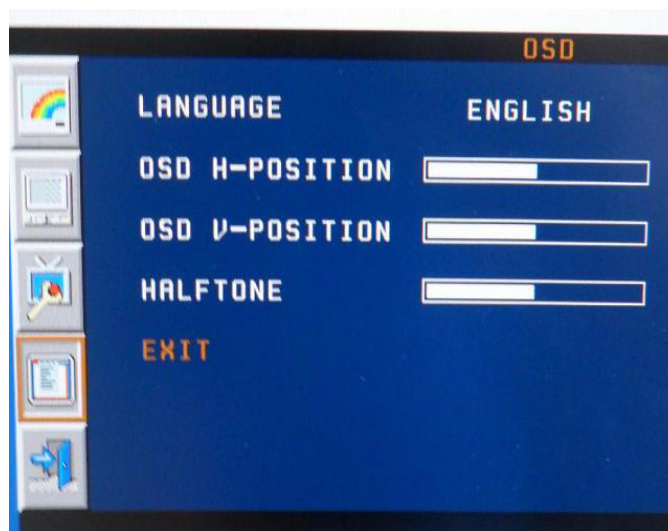 OSD
LANGUAGE ENGLISH
OSD H-POSITION
OSD V-POSITION
HALFTONE
EXIT